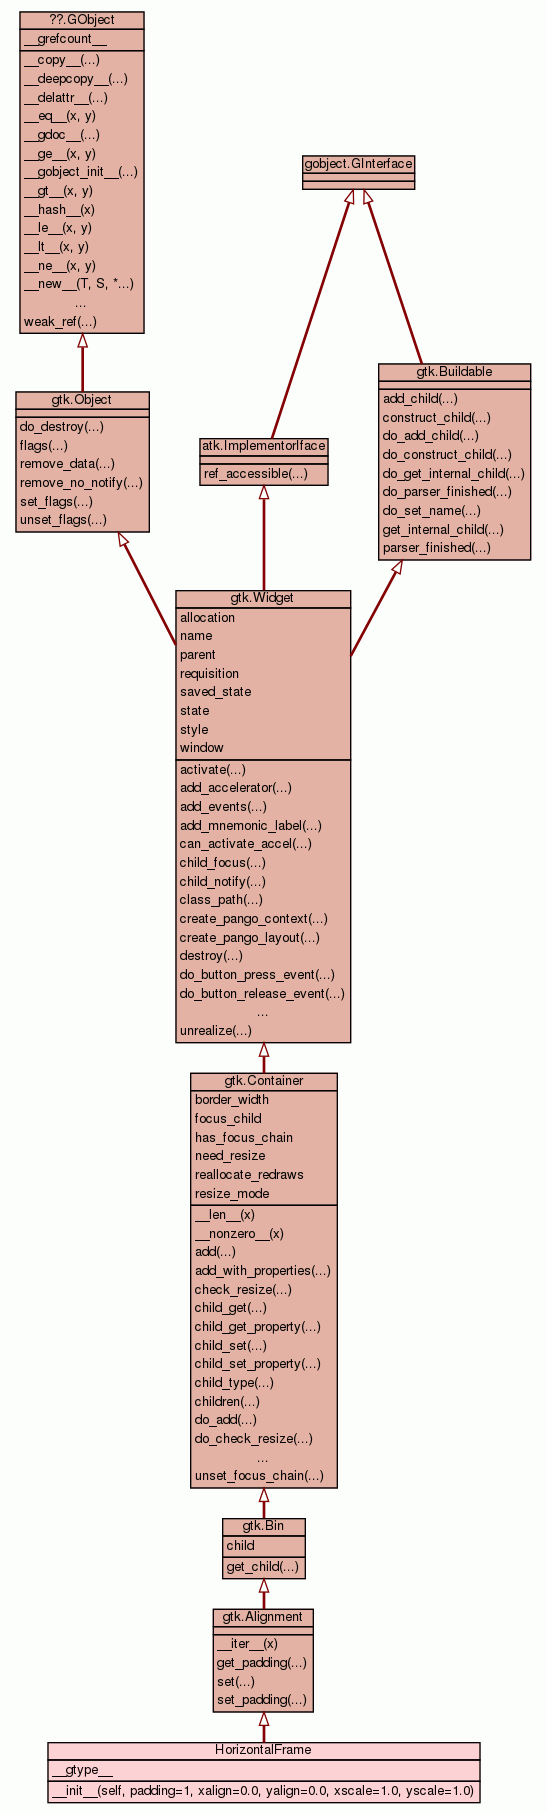 ??.GObject
__grefcount__
__copy__(...)
__deepcopy__(...)
__delattr__(...)
__eq__(x, y)
__gdoc__(...)
__ge__(x, y)
__gobject_init__(...)
__gt__(x, y)
__hash__(x)
__le__(x, y)
__lt__(x, y)
__ne__(x, y)
__new__(T, S, *...)
...
weak_ref(...)
gobject.GInterface
gtk.Object
do_destroy(...)
flags(...)
remove_data(...)
remove_no_notify(...)
set_flags(...)
unset_flags(...)
atk.ImplementorIface
ref_accessible(...)
gtk.Buildable
add_child(...)
construct_child(...)
do_add_child(...)
do_construct_child(...)
do_get_internal_child(...)
do_parser_finished(...)
do_set_name(...)
get_internal_child(...)
parser_finished(...)
gtk.Widget
allocation
name
parent
requisition
saved_state
state
style
window
activate(...)
add_accelerator(...)
add_events(...)
add_mnemonic_label(...)
can_activate_accel(...)
child_focus(...)
child_notify(...)
class_path(...)
create_pango_context(...)
create_pango_layout(...)
destroy(...)
do_button_press_event(...)
do_button_release_event(...)
...
unrealize(...)
gtk.Container
border_width
focus_child
has_focus_chain
need_resize
reallocate_redraws
resize_mode
__len__(x)
__nonzero__(x)
add(...)
add_with_properties(...)
check_resize(...)
child_get(...)
child_get_property(...)
child_set(...)
child_set_property(...)
child_type(...)
children(...)
do_add(...)
do_check_resize(...)
...
unset_focus_chain(...)
gtk.Bin
child
get_child(...)
gtk.Alignment
__iter__(x)
get_padding(...)
set(...)
set_padding(...)
HorizontalFrame
__gtype__
__init__(self, padding=1, xalign=0.0, yalign=0.0, xscale=1.0, yscale=1.0)